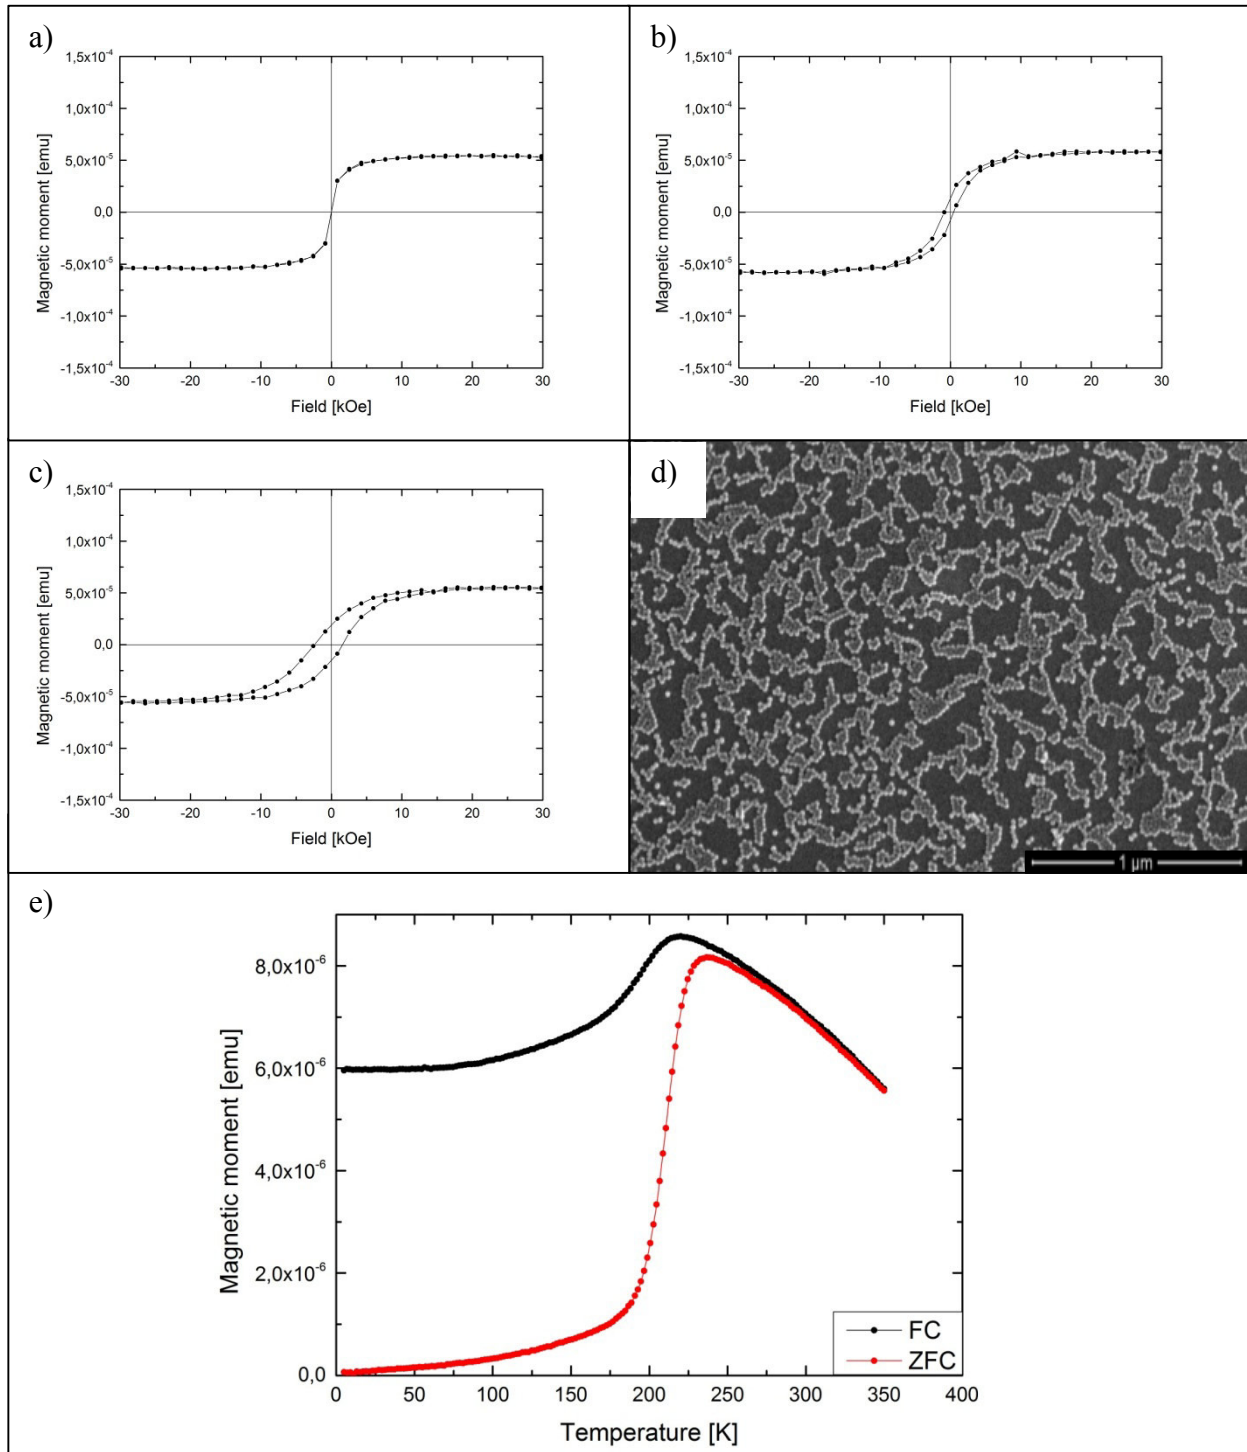 a)
1,5x10⁻⁴
1,0x10⁻⁴
5,0x10⁻⁵
0,0
-5,0x10⁻⁵
-1,0x10⁻⁴
-1,5x10⁻⁴
Magnetic moment [emu]
-30 -20 -10 0 10 20 30
Field [kOe]
b)
1,5x10⁻⁴
1,0x10⁻⁴
5,0x10⁻⁵
0,0
-5,0x10⁻⁵
-1,0x10⁻⁴
-1,5x10⁻⁴
Magnetic moment [emu]
-30 -20 -10 0 10 20 30
Field [kOe]
c)
1,5x10⁻⁴
1,0x10⁻⁴
5,0x10⁻⁵
0,0
-5,0x10⁻⁵
-1,0x10⁻⁴
-1,5x10⁻⁴
Magnetic moment [emu]
-30 -20 -10 0 10 20 30
Field [kOe]
d)
1 µm
e)
8,0x10⁻⁶
6,0x10⁻⁶
4,0x10⁻⁶
2,0x10⁻⁶
0,0
Magnetic moment [emu]
FC
ZFC
0 50 100 150 200 250 300 350 400
Temperature [K]